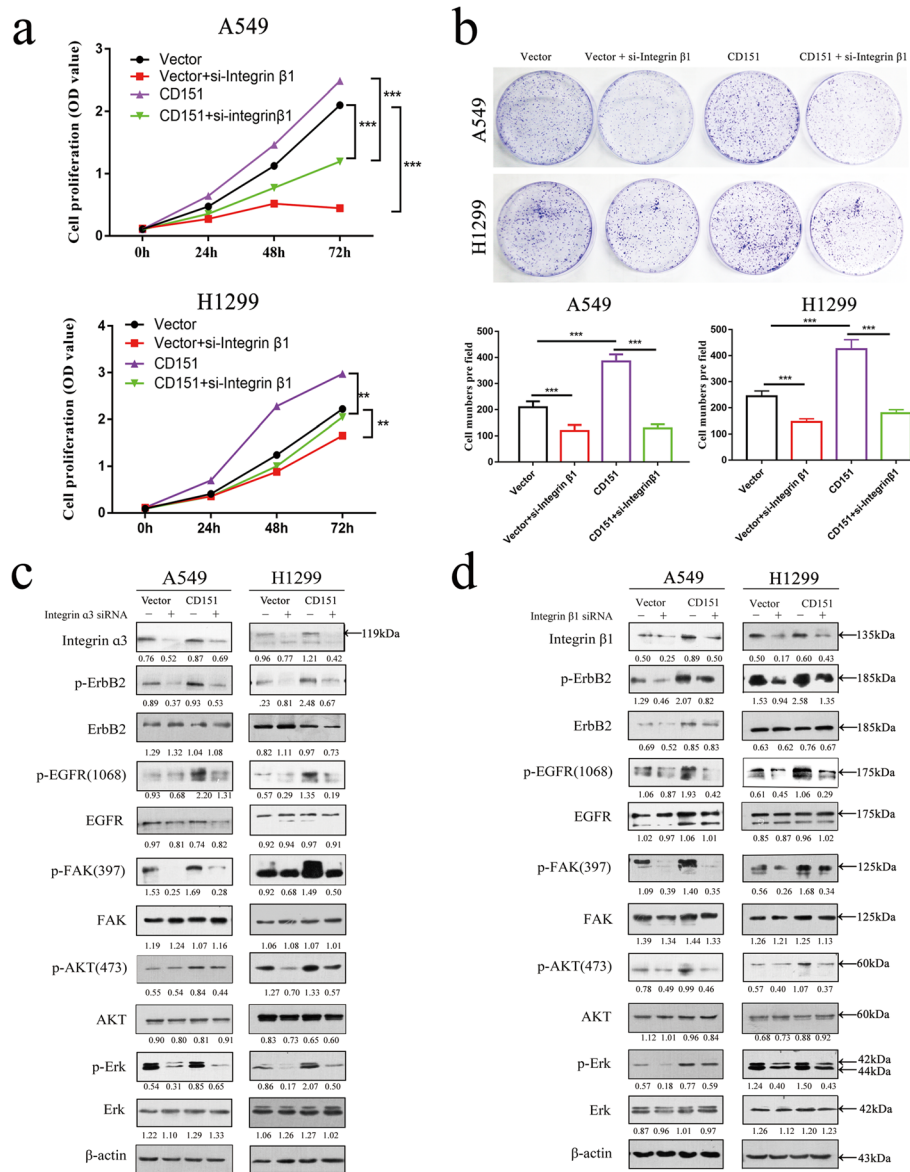 a
A549
Cell proliferation (OD value)
3
2
1
0
0h 24h 48h 72h
Vector
Vector+si-Integrin β1
CD151
CD151+si-integrinβ1
***
***
***
H1299
Cell proliferation (OD value)
4
3
2
1
0
0h 24h 48h 72h
Vector
Vector+si-Integrin β1
CD151
CD151+si-Integrin β1
**
**
b
Vector Vector + si-Integrin β1 CD151 CD151 + si-Integrin β1
A549
H1299
A549
Cell munbers pre field
500
400
300
200
100
0
*** *** ***
Vector Vector+si-Integrin β1 CD151 CD151+si-Integrinβ1
H1299
Cell munbers pre field
500
400
300
200
100
0
*** *** ***
Vector Vector+si-Integrin β1 CD151 CD151+si-Integrinβ1
c
A549 H1299
Vector CD151 Vector CD151
Integrin α3 siRNA − + − + − + − +
Integrin α3 ←119kDa
0.76 0.52 0.87 0.69 0.96 0.77 1.21 0.42
p-ErbB2
0.89 0.37 0.93 0.53 .23 0.81 2.48 0.67
ErbB2
1.29 1.32 1.04 1.08 0.82 1.11 0.97 0.73
p-EGFR(1068)
0.93 0.68 2.20 1.31 0.57 0.29 1.35 0.19
EGFR
0.97 0.81 0.74 0.82 0.92 0.94 0.97 0.91
p-FAK(397)
1.53 0.25 1.69 0.28 0.92 0.68 1.49 0.50
FAK
1.19 1.24 1.07 1.16 1.06 1.08 1.07 1.01
p-AKT(473)
0.55 0.54 0.84 0.44 1.27 0.70 1.33 0.57
AKT
0.90 0.80 0.81 0.91 0.83 0.73 0.65 0.60
p-Erk
0.54 0.31 0.85 0.65 0.86 0.17 2.07 0.50
Erk
1.22 1.10 1.29 1.33 1.06 1.26 1.27 1.02
β-actin
d
A549 H1299
Vector CD151 Vector CD151
Integrin β1 siRNA − + − + − + − +
Integrin β1 ←135kDa
0.50 0.25 0.89 0.50 0.50 0.17 0.60 0.43
p-ErbB2 ←185kDa
1.29 0.46 2.07 0.82 1.53 0.94 2.58 1.35
ErbB2 ←185kDa
0.69 0.52 0.85 0.83 0.63 0.62 0.76 0.67
p-EGFR(1068) ←175kDa
1.06 0.87 1.93 0.42 0.61 0.45 1.06 0.29
EGFR ←175kDa
1.02 0.97 1.06 1.01 0.85 0.87 0.96 1.02
p-FAK(397) ←125kDa
1.09 0.39 1.40 0.35 0.56 0.26 1.68 0.34
FAK ←125kDa
1.39 1.34 1.44 1.33 1.26 1.21 1.25 1.13
p-AKT(473) ←60kDa
0.78 0.49 0.99 0.46 0.57 0.40 1.07 0.37
AKT ←60kDa
1.12 1.01 0.96 0.84 0.68 0.73 0.88 0.92
p-Erk ←42kDa
←44kDa
0.57 0.18 0.77 0.59 1.24 0.40 1.50 0.43
Erk ←42kDa
0.87 0.96 1.01 0.97 1.26 1.12 1.20 1.23
β-actin ←43kDa